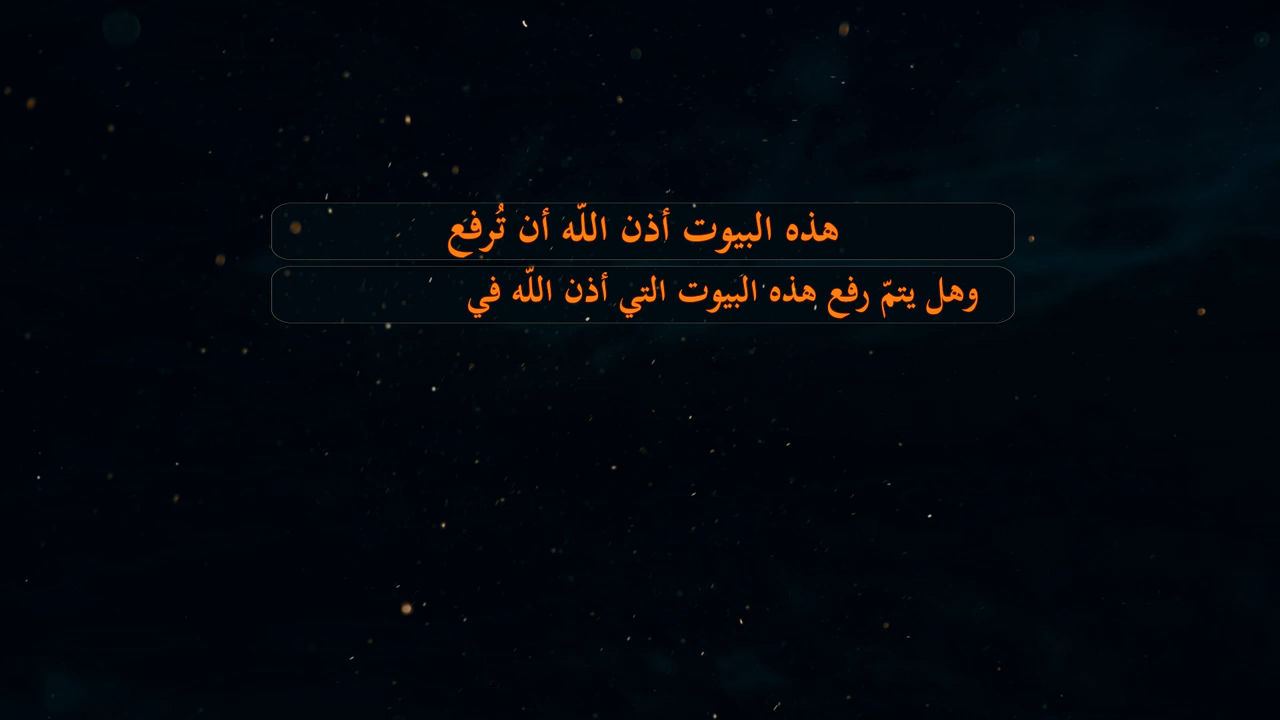 هذه البيوت أذن اللّه أن تُرفع
وهل يتمّ رفع هذه البيوت التي أذن اللّه في